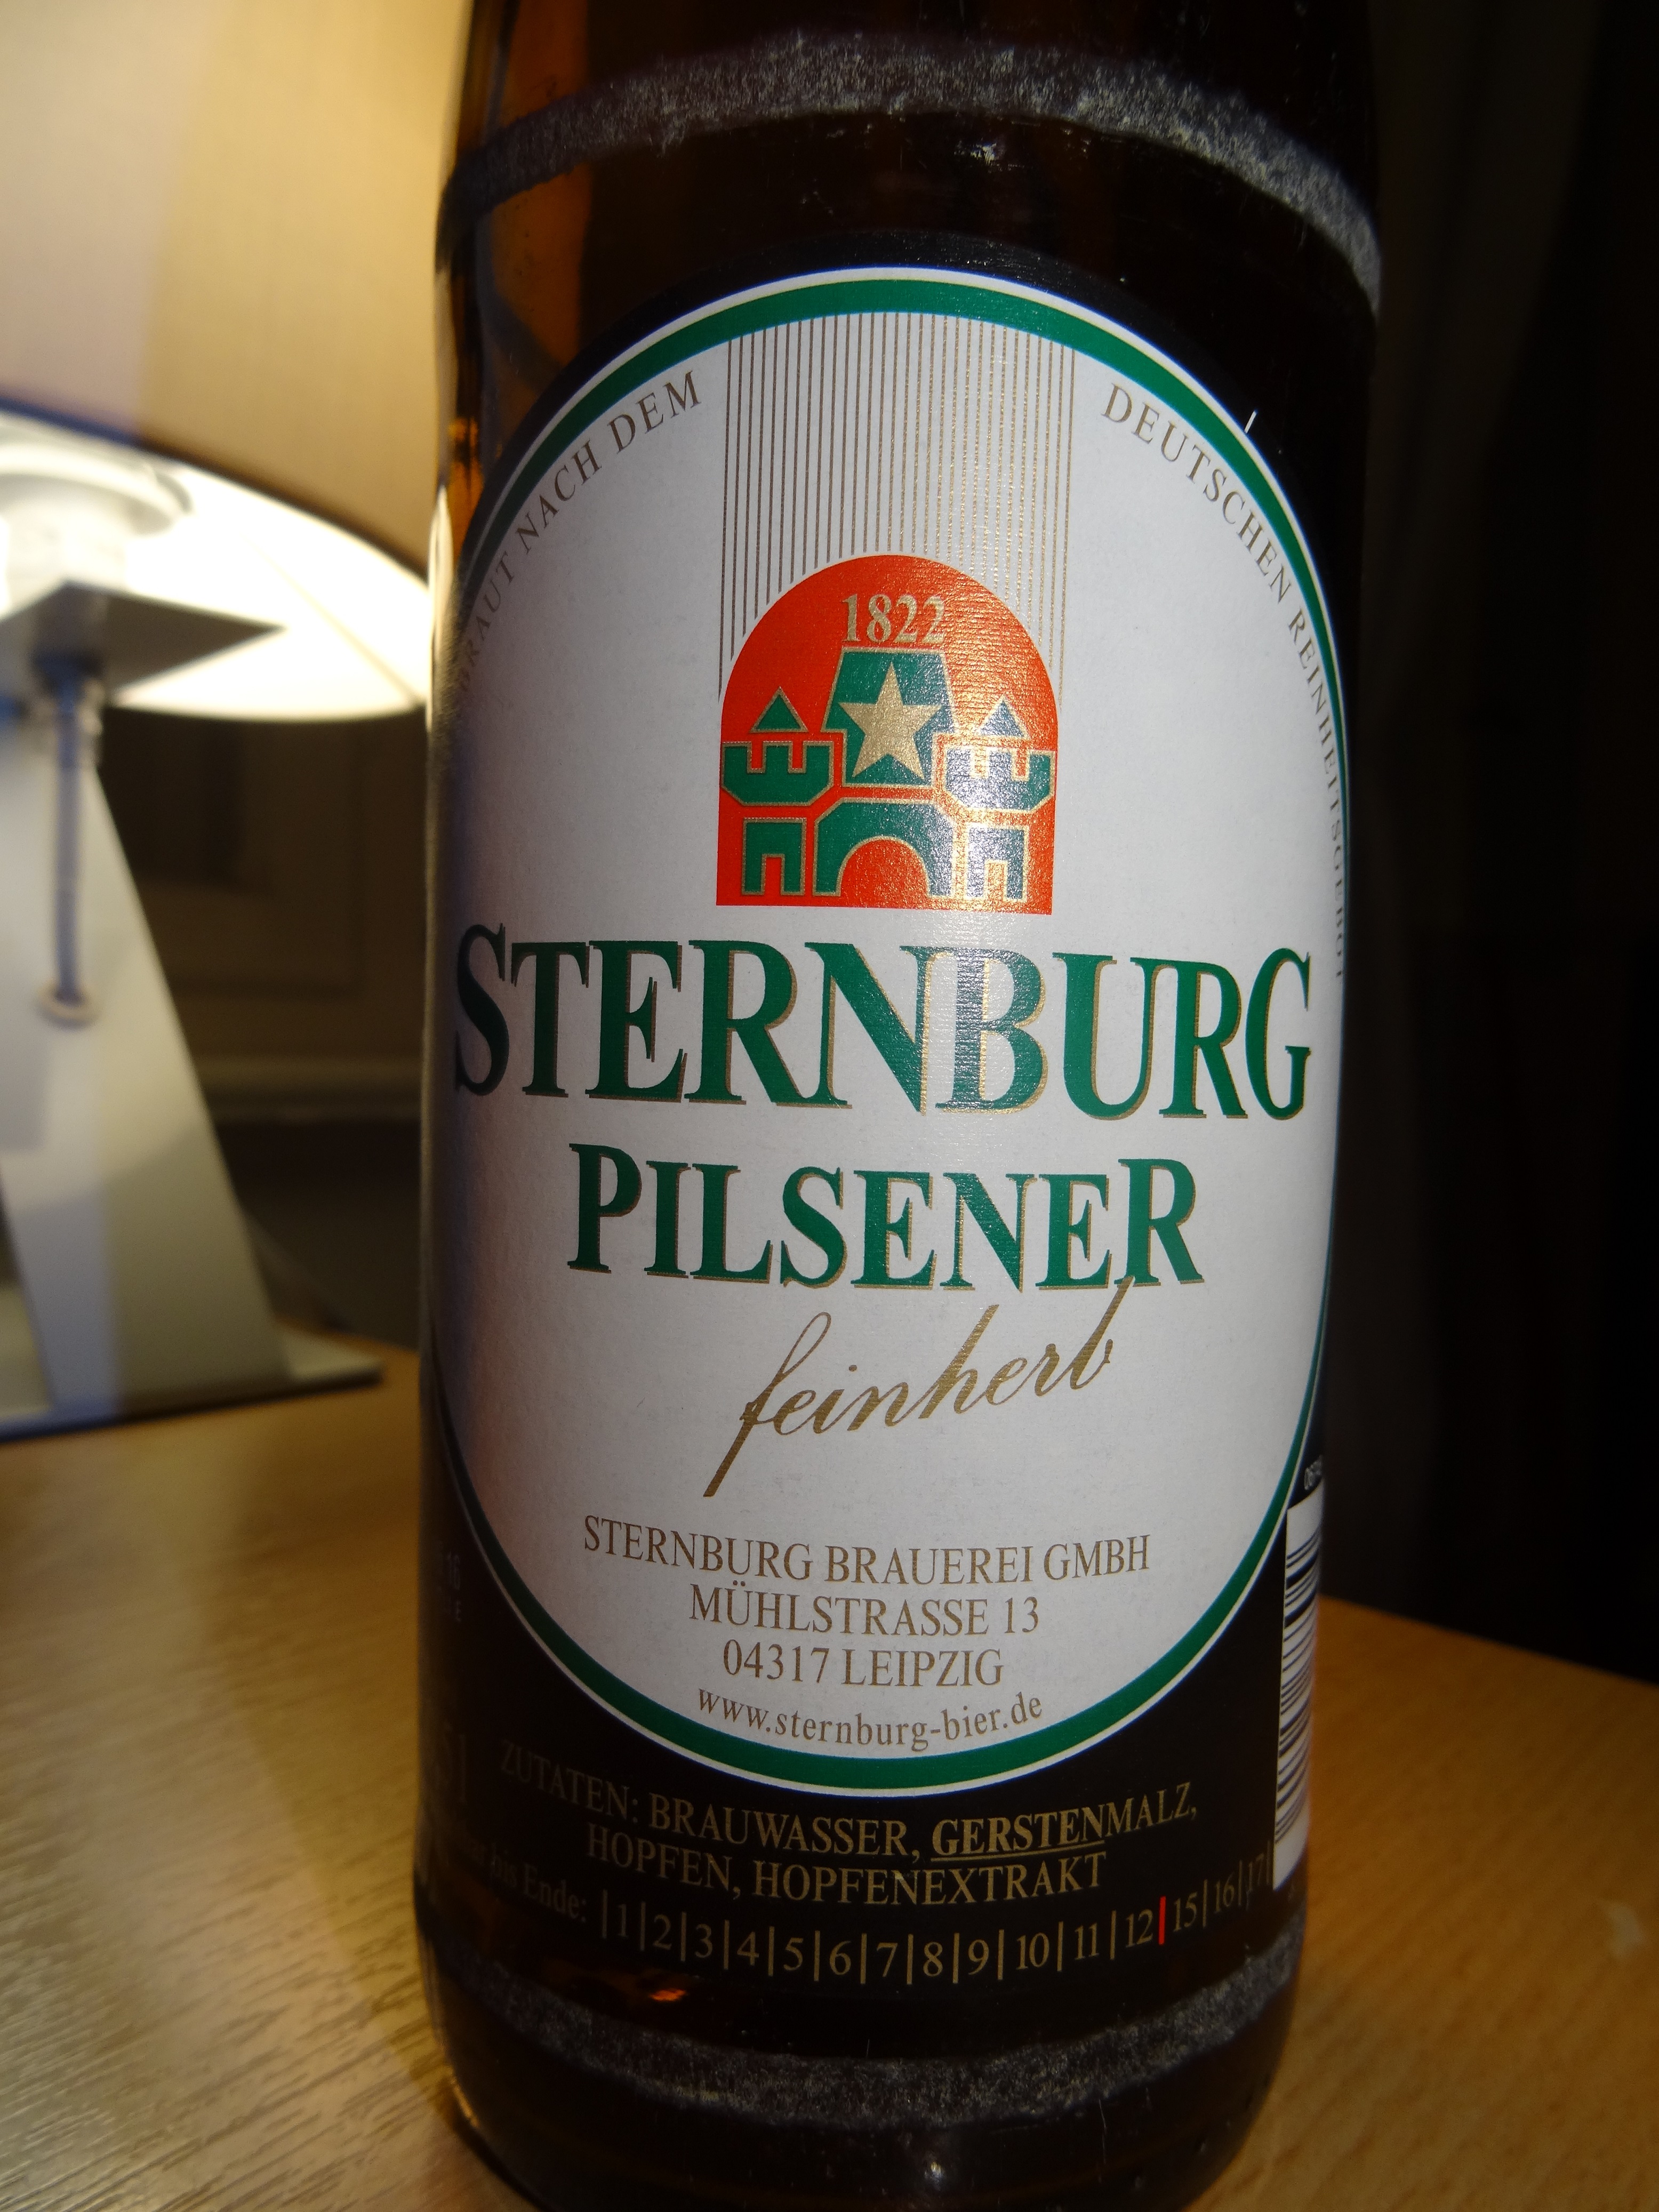 BRAUT NACH DEM DEUTSCHEN REINHEITSGEBOT
1822
STERNBURG
PILSENER
feinherb
STERNBURG BRAUEREI GMBH
MÜHLSTRASSE 13
04317 LEIPZIG
www.sternburg-bier.de
ZUTATEN: BRAUWASSER, GERSTENMALZ,
HOPFEN, HOPFENEXTRAKT
bis Ende: |1|2|3|4|5|6|7|8|9|10|11|12|15|16|17|